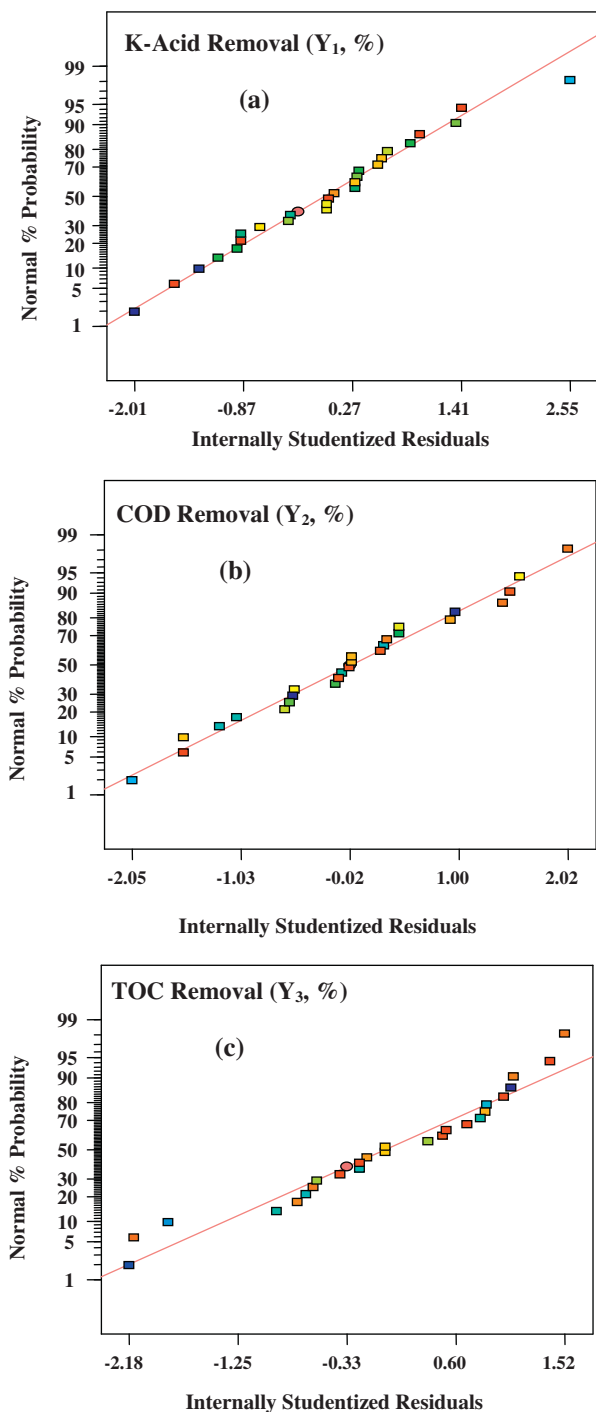 K-Acid Removal (Y₁, %)
(a)
Normal % Probability
99
95
90
80
70
50
30
20
10
5
1
-2.01 -0.87 0.27 1.41 2.55
Internally Studentized Residuals
COD Removal (Y₂, %)
(b)
Normal % Probability
99
95
90
80
70
50
30
20
10
5
1
-2.05 -1.03 -0.02 1.00 2.02
Internally Studentized Residuals
TOC Removal (Y₃, %)
(c)
Normal % Probability
99
95
90
80
70
50
30
20
10
5
1
-2.18 -1.25 -0.33 0.60 1.52
Internally Studentized Residuals